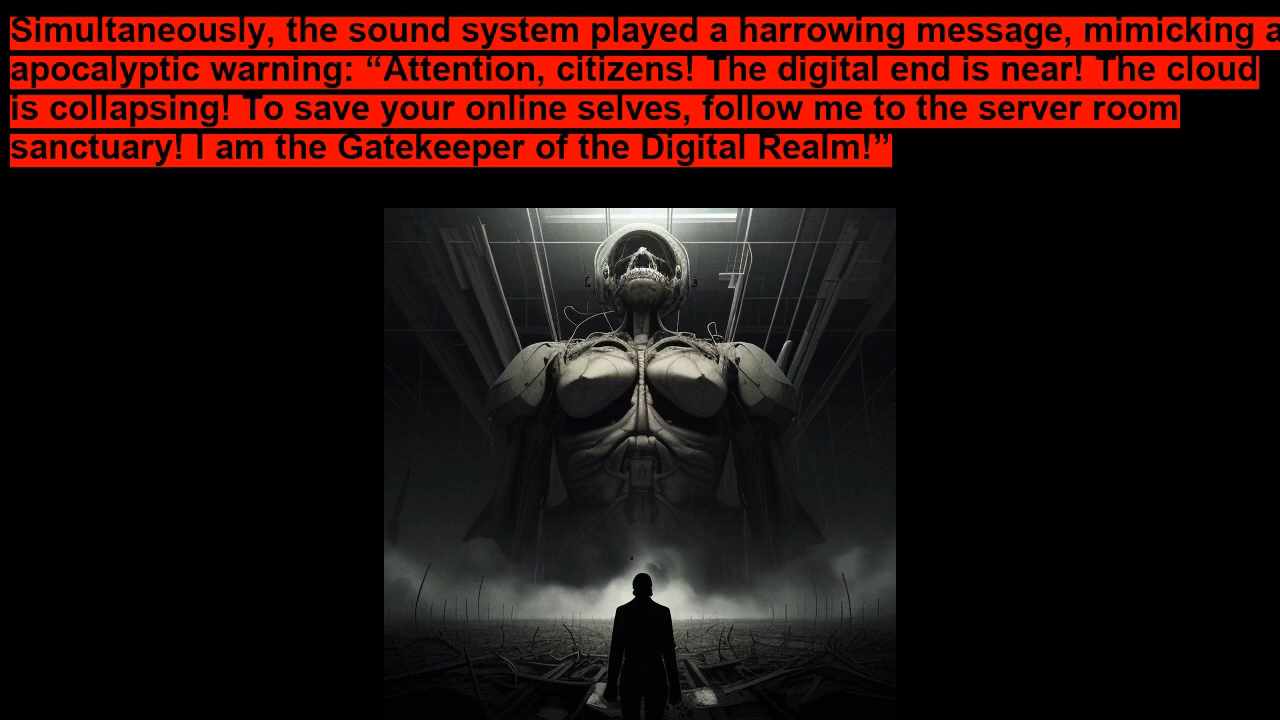 Simultaneously, the sound system played a harrowing message, mimicking a
apocalyptic warning: “Attention, citizens! The digital end is near! The cloud
is collapsing! To save your online selves, follow me to the server room
sanctuary! I am the Gatekeeper of the Digital Realm!”